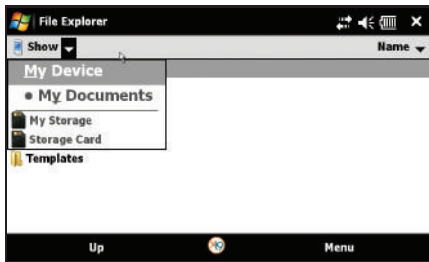 File Explorer
Show Name
My Device
My Documents
My Storage
Storage Card
Templates
Up Menu